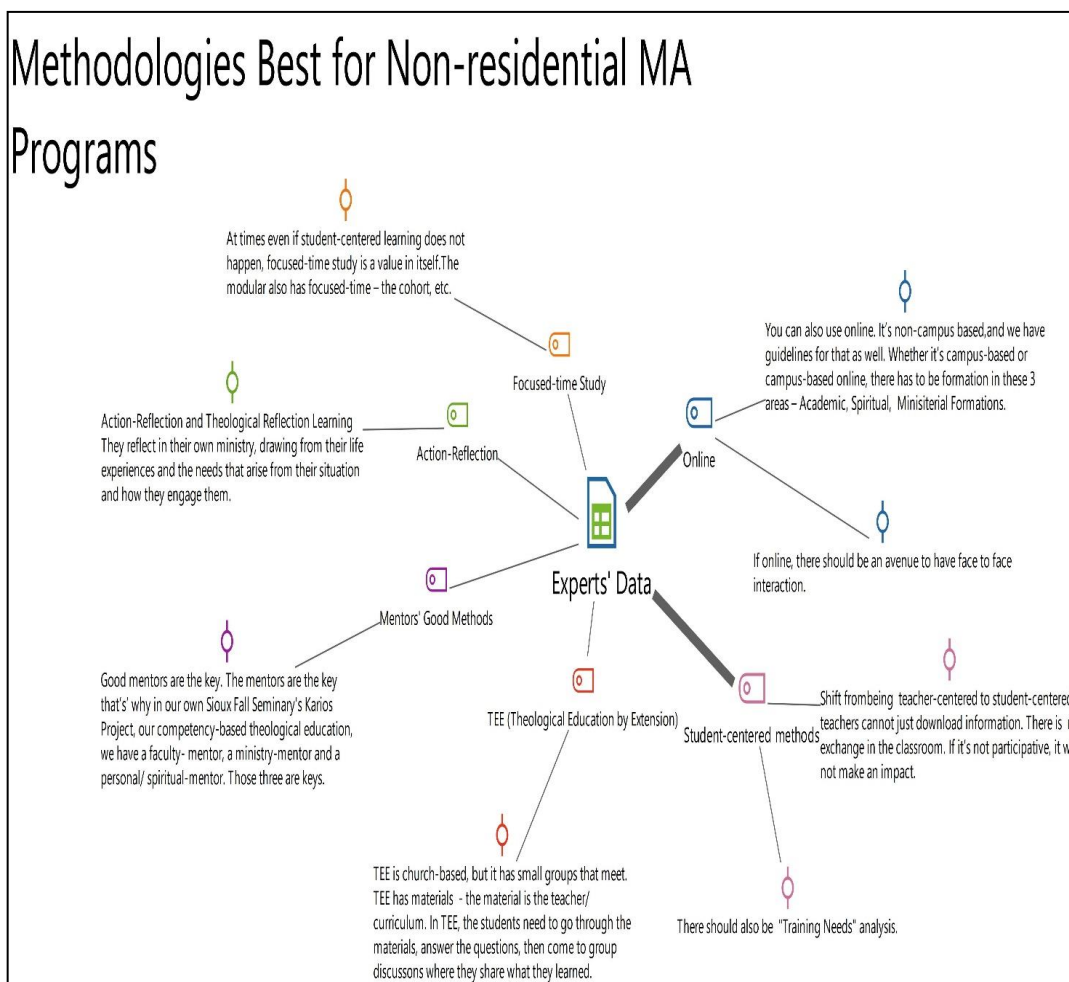 Methodologies Best for Non-residential MA
Programs
At times even if student-centered learning does not
happen, focused-time study is a value in itself.The
modular also has focused-time – the cohort, etc.
Focused-time Study
You can also use online. It's non-campus based,and we have
guidelines for that as well. Whether it's campus-based or
campus-based online, there has to be formation in these 3
areas – Academic, Spiritual, Minisiterial Formations.
Online
Action-Reflection and Theological Reflection Learning
They reflect in their own ministry, drawing from their life
experiences and the needs that arise from their situation
and how they engage them.
Action-Reflection
If online, there should be an avenue to have face to face
interaction.
Experts' Data
Mentors' Good Methods
Good mentors are the key. The mentors are the key
that's' why in our own Sioux Fall Seminary's Karios
Project, our competency-based theological education,
we have a faculty- mentor, a ministry-mentor and a
personal/ spiritual-mentor. Those three are keys.
TEE (Theological Education by Extension)
Student-centered methods
Shift frombeing teacher-centered to student-centered
teachers cannot just download information. There is
exchange in the classroom. If it's not participative, it
not make an impact.
TEE is church-based, but it has small groups that meet.
TEE has materials - the material is the teacher/
curriculum. In TEE, the students need to go through the
materials, answer the questions, then come to group
discussions where they share what they learned.
There should also be "Training Needs" analysis.